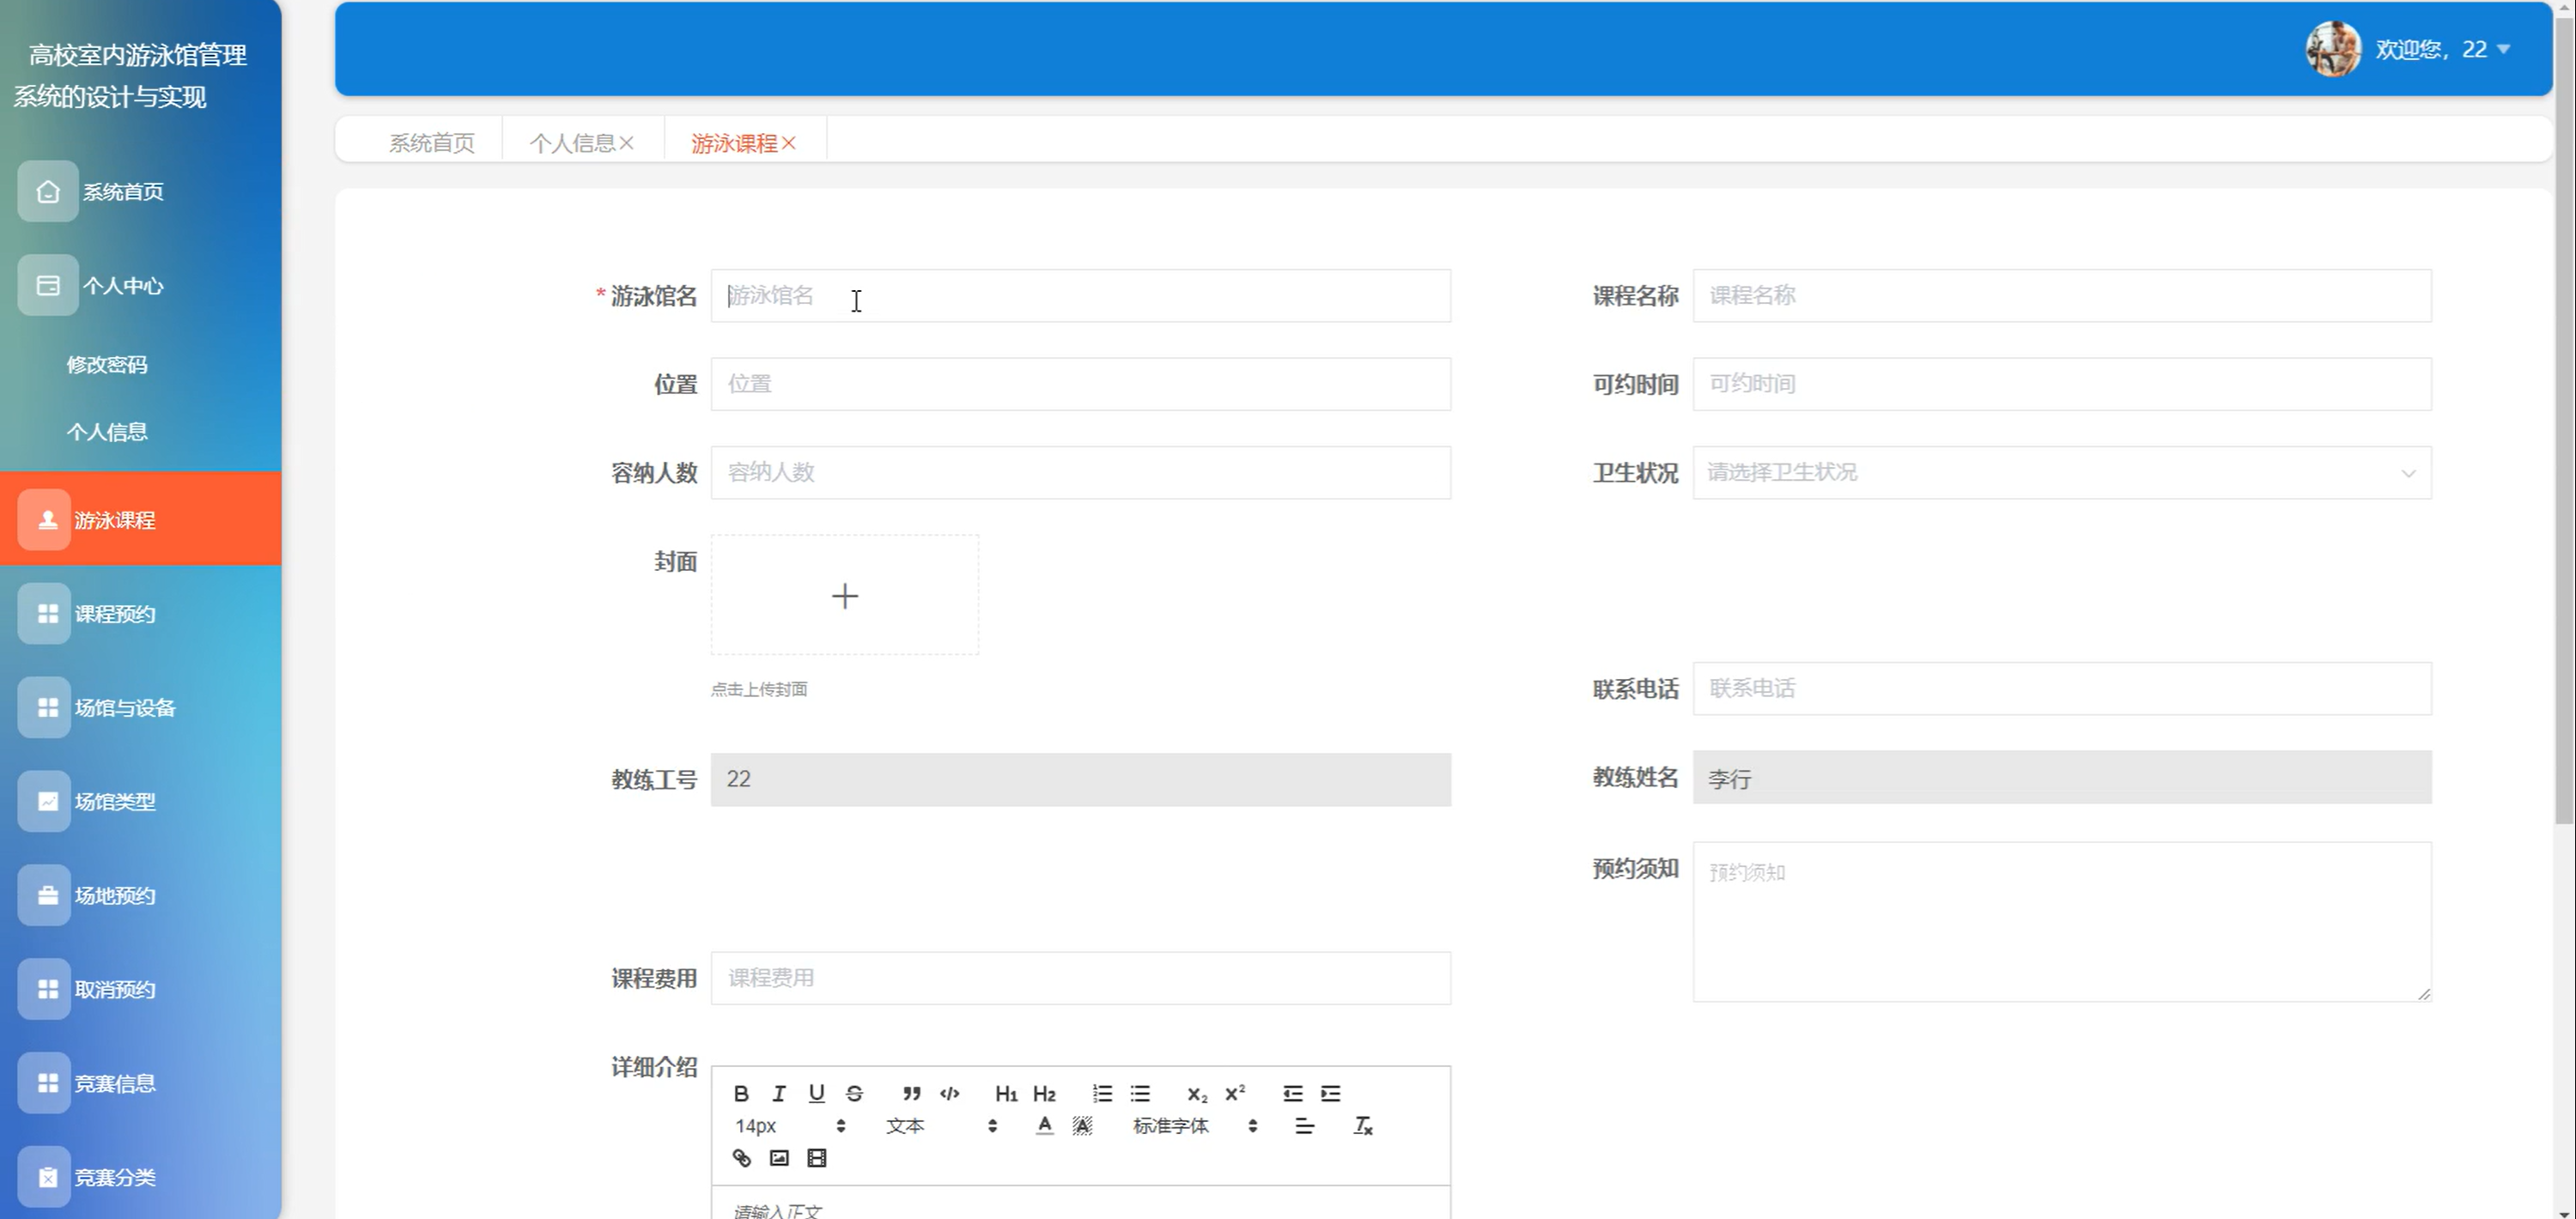 高校室内游泳馆管理
系统的设计与实现
欢迎您，22
系统首页
个人信息
游泳课程
系统首页
个人中心
修改密码
个人信息
游泳课程
课程预约
场馆与设备
场馆类型
场地预约
取消预约
竞赛信息
竞赛分类
* 游泳馆名 游泳馆名
课程名称 课程名称
位置 位置
可约时间 可约时间
容纳人数 容纳人数
卫生状况 请选择卫生状况
封面
点击上传封面
联系电话 联系电话
教练工号 22
教练姓名 李行
预约须知 预约须知
课程费用 课程费用
详细介绍
B I U S H1 H2 x2 x2
14px 文本 A A 标准字体 Tx
请输入正文